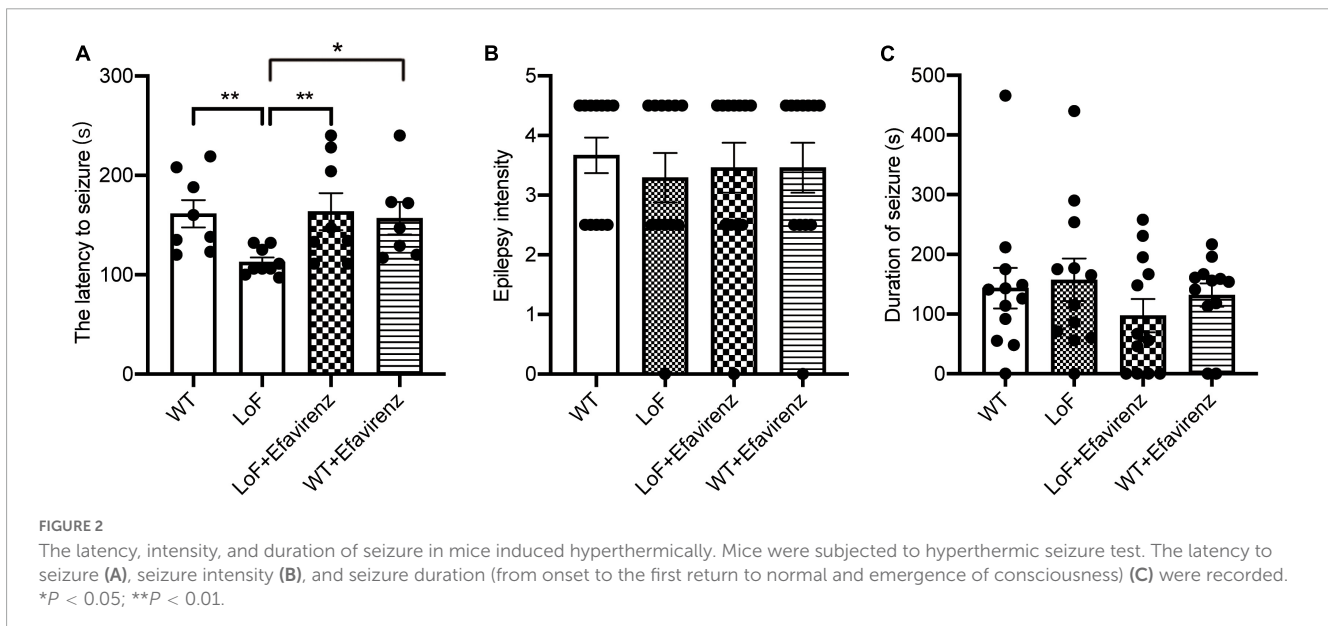 A
The latency to seizure (s)
300
200
100
0
**
**
*
WT
LoF
LoF+Efavirenz
WT+Efavirenz
B
Epilepsy intensity
5
4
3
2
1
0
WT
LoF
LoF+Efavirenz
WT+Efavirenz
C
Duration of seizure (s)
500
400
300
200
100
0
WT
LoF
LoF+Efavirenz
WT+Efavirenz
FIGURE 2
The latency, intensity, and duration of seizure in mice induced hyperthermically. Mice were subjected to hyperthermic seizure test. The latency to
seizure (A), seizure intensity (B), and seizure duration (from onset to the first return to normal and emergence of consciousness) (C) were recorded.
*P < 0.05; **P < 0.01.